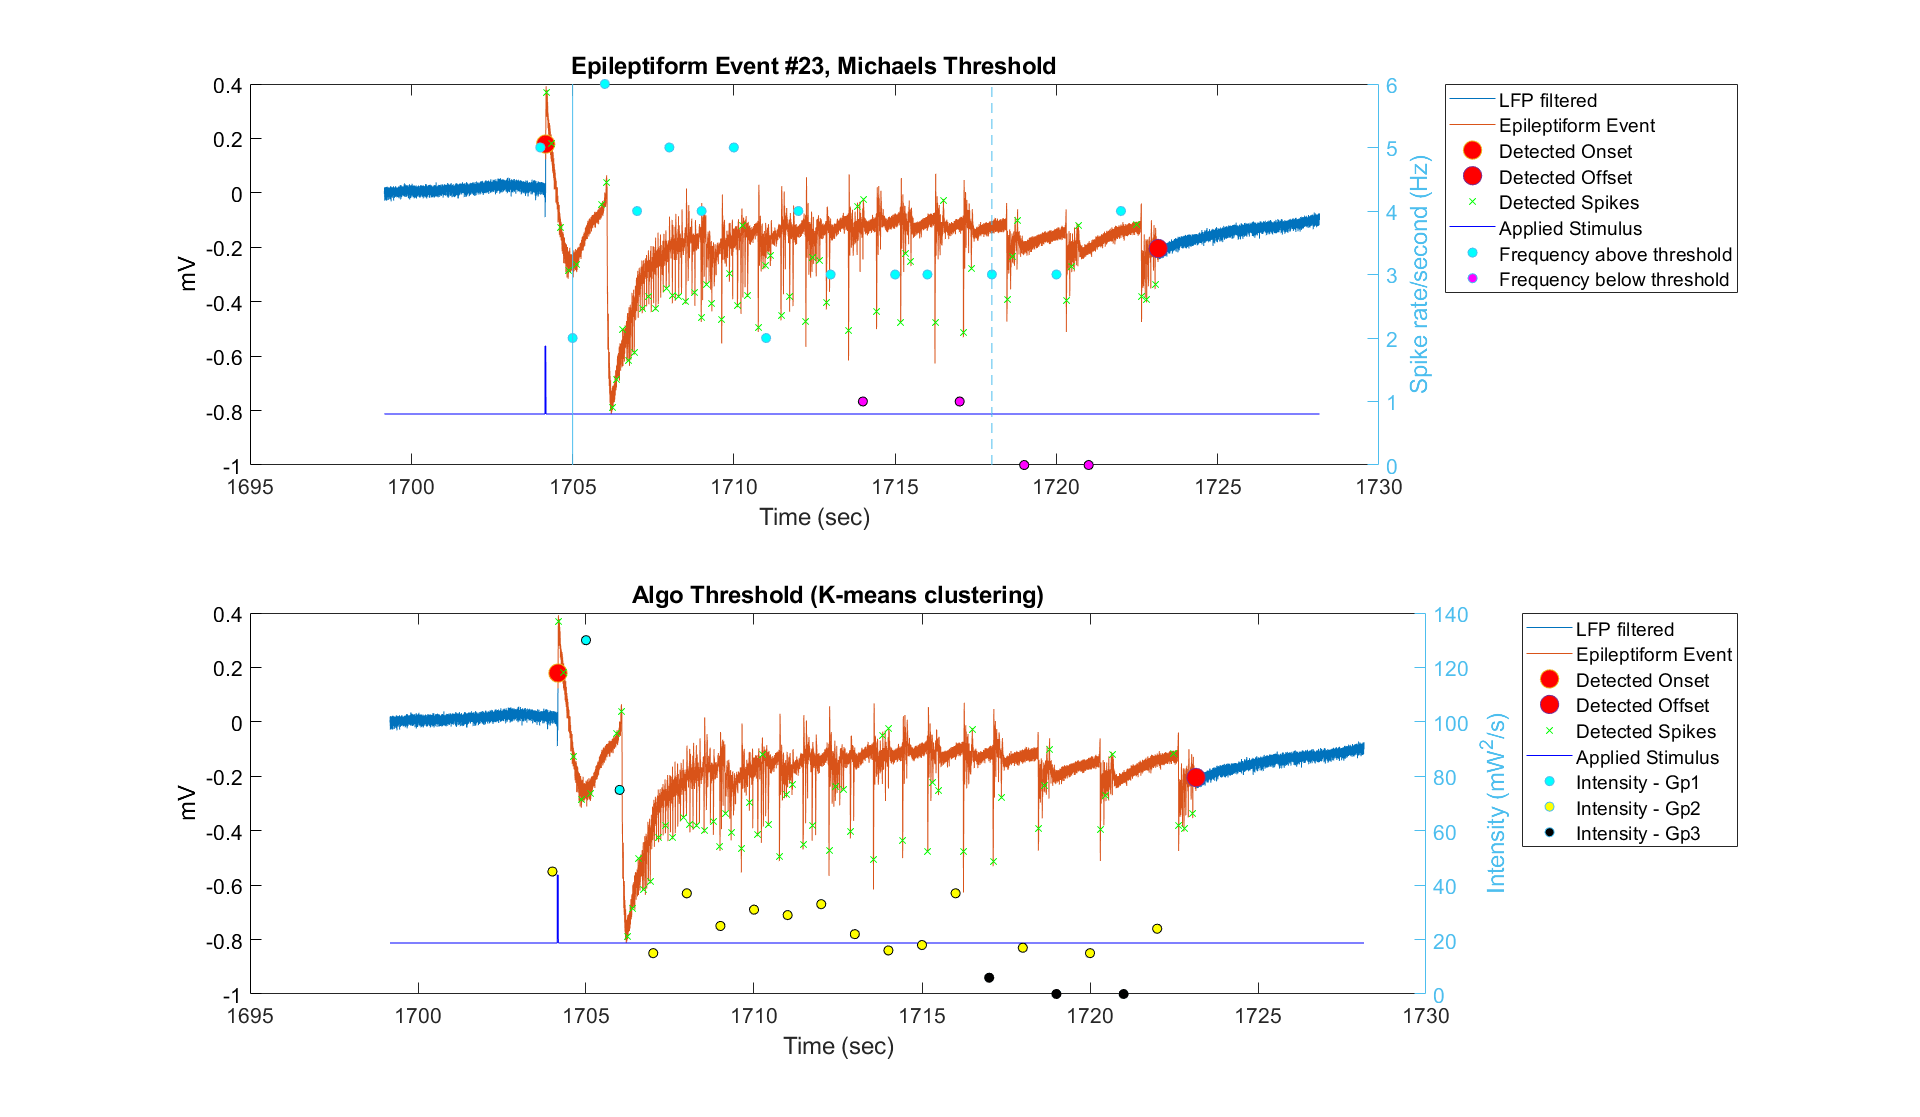 Epileptiform Event #23, Michaels Threshold
0.4
0.2
0
-0.2
-0.4
-0.6
-0.8
-1
mV
6
5
4
3
2
1
0
Spike rate/second (Hz)
1695 1700 1705 1710 1715 1720 1725 1730
Time (sec)
LFP filtered
Epileptiform Event
Detected Onset
Detected Offset
Detected Spikes
Applied Stimulus
Frequency above threshold
Frequency below threshold
Algo Threshold (K-means clustering)
0.4
0.2
0
-0.2
-0.4
-0.6
-0.8
-1
mV
140
120
100
80
60
40
20
0
Intensity (mW²/s)
1695 1700 1705 1710 1715 1720 1725 1730
Time (sec)
LFP filtered
Epileptiform Event
Detected Onset
Detected Offset
Detected Spikes
Applied Stimulus
Intensity - Gp1
Intensity - Gp2
Intensity - Gp3